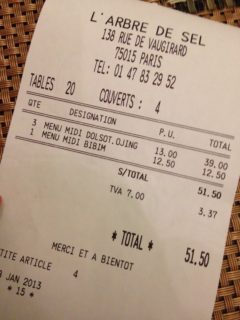 L'ARBRE DE SEL
138 RUE DE VAUGIRARD
75015 PARIS
TEL: 01 47 83 29 52
TABLES 20 COUVERTS: 4
QTE DESIGNATION P.U. TOTAL
3 MENU MIDI DOLSOT.OJING 13.00 39.00
1 MENU MIDI BIBIM 12.50 12.50
S/TOTAL 51.50
TVA 7.00 3.37
* TOTAL * 51.50
MERCI ET A BIENTOT
TITE ARTICLE 4
JAN 2013
* 15 *